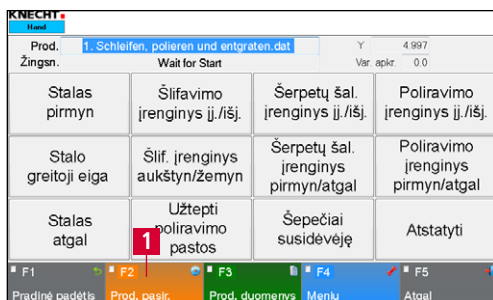 KNECHT
Hand
Prod. 1. Schleifen, polieren und entgraten.dat Y 4.997
Žingsn. Wait for Start Var. apkr. 0.0
Stalas
pirmyn
Šlifavimo
įrenginys įj./išj.
Šerpetų šal.
įrenginys įj./išj.
Poliravimo
įrenginys įj./išj.
Stalo
greitoji eiga
Šlif. įrenginys
aukštyn/žemyn
Šerpetų šal.
įrenginys
pirmyn/atgal
Poliravimo
įrenginys
pirmyn/atgal
Stalas
atgal
Užtepti
poliravimo
pastos
Šepečiai
susidėvėję
Atstatyti
1
F1 F2 F3 F4 F5
Pradinė padėtis Prod. pasir. Prod. duomenys Meniu Atgal